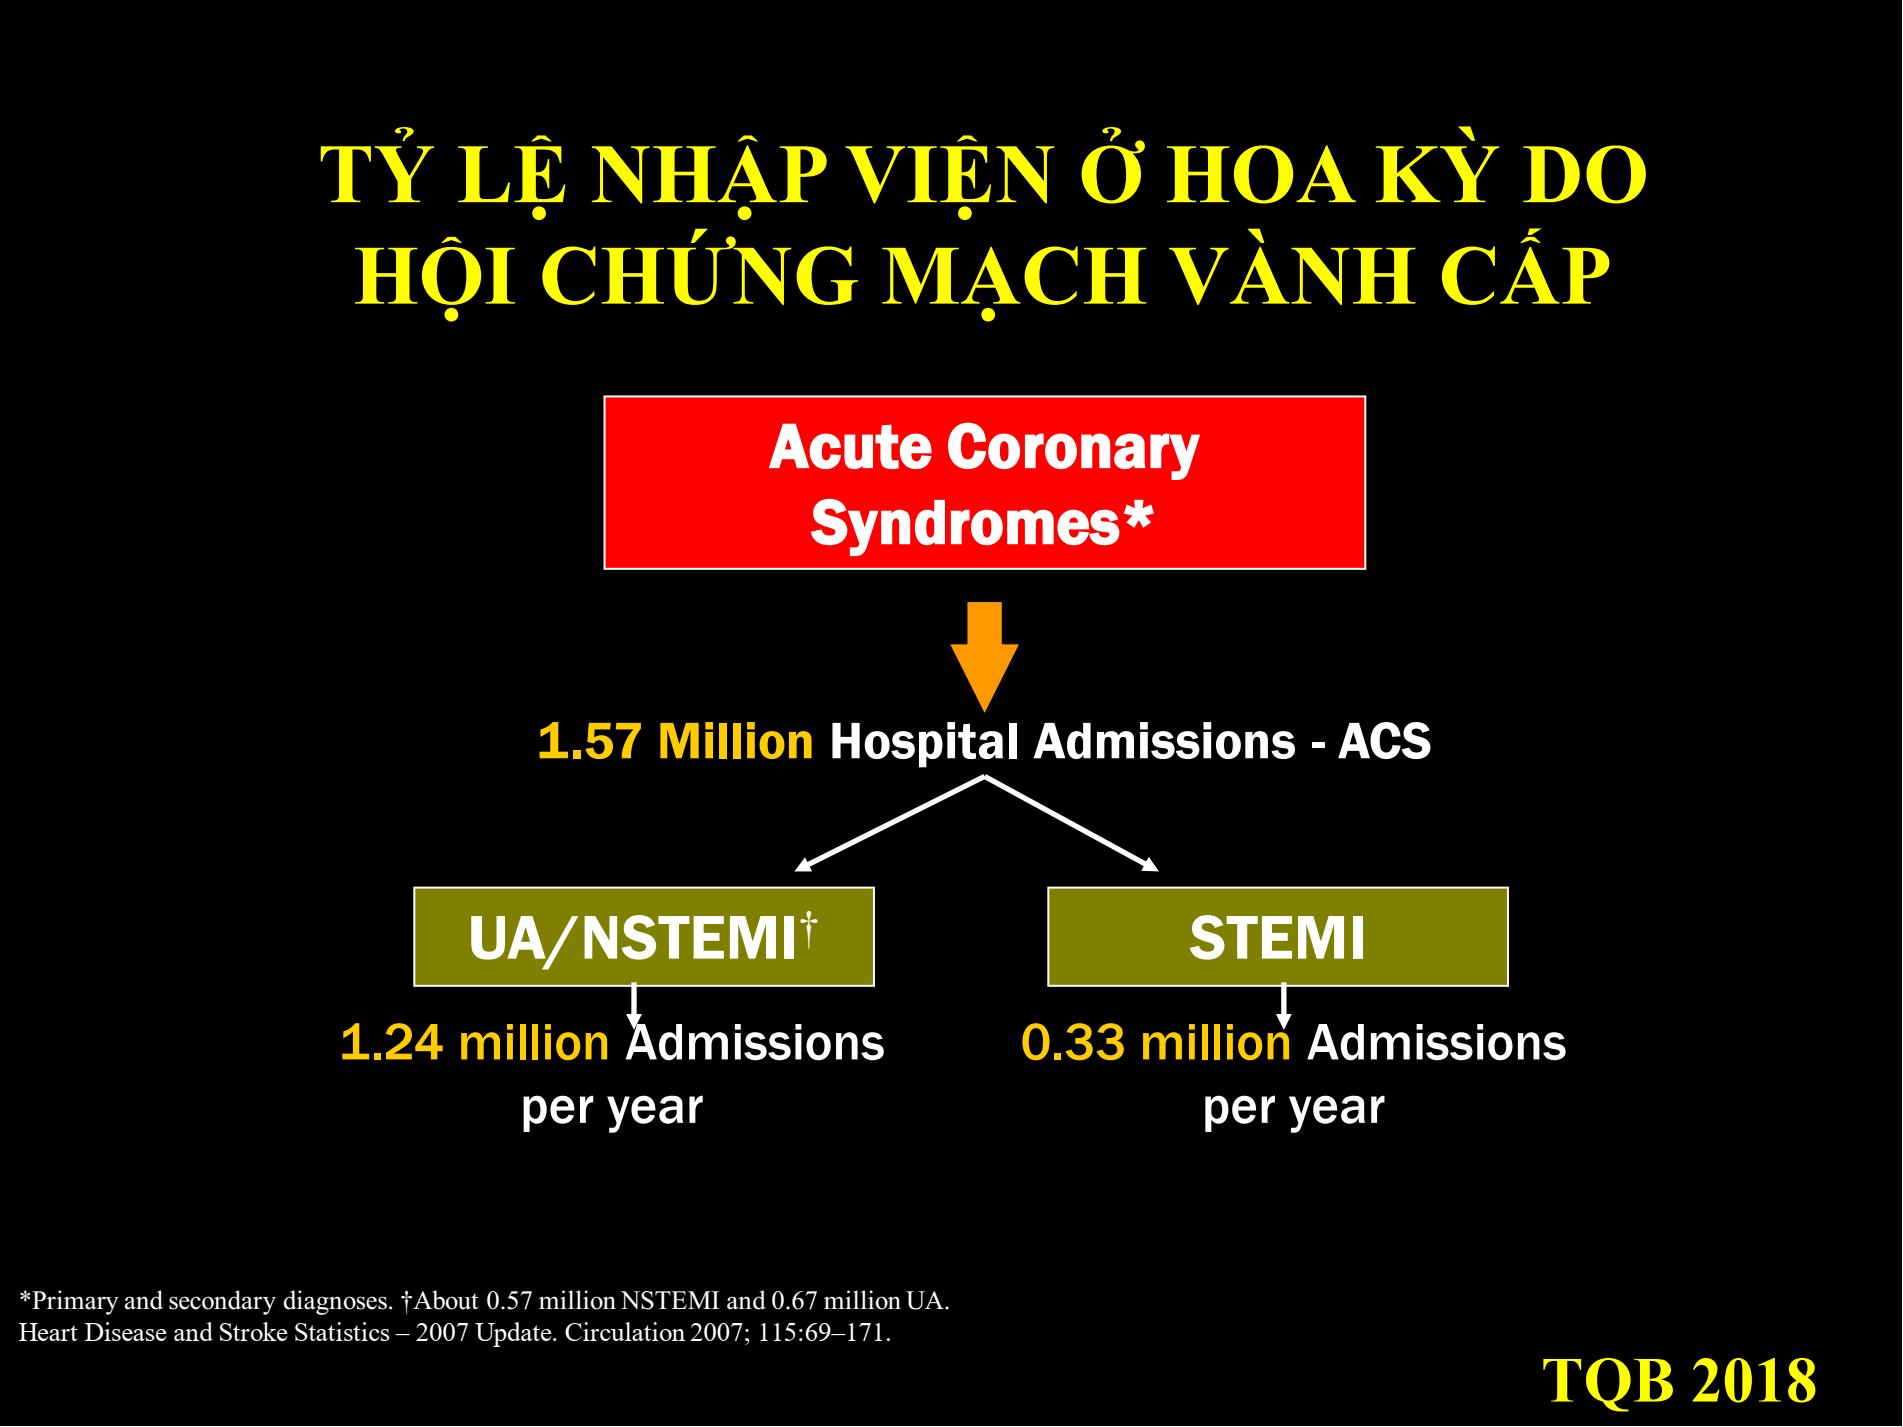 TỶ LỆ NHẬP VIỆN Ở HOA KỲ DO
HỘI CHỨNG MẠCH VÀNH CẤP
Acute Coronary
Syndromes*
1.57 Million Hospital Admissions - ACS
UA/NSTEMI†
STEMI
1.24 million Admissions
per year
0.33 million Admissions
per year
*Primary and secondary diagnoses. †About 0.57 million NSTEMI and 0.67 million UA.
Heart Disease and Stroke Statistics – 2007 Update. Circulation 2007; 115:69–171.
TQB 2018